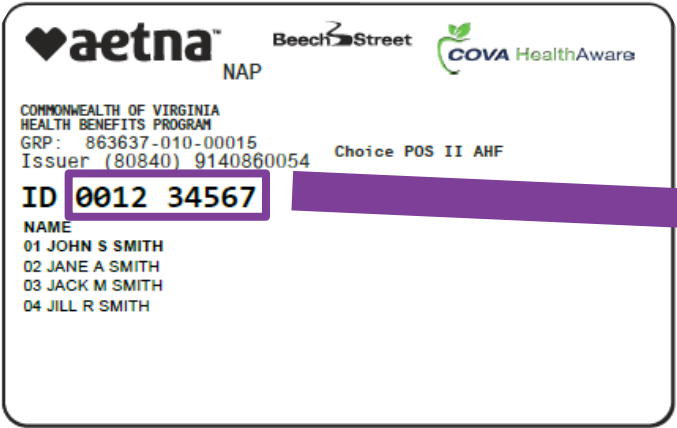 aetna™
NAP
BeechStreet
COVA HealthAware
COMMONWEALTH OF VIRGINIA
HEALTH BENEFITS PROGRAM
GRP: 863637-010-00015
Issuer (80840) 9140860054
Choice POS II AHF
ID 0012 34567
NAME
01 JOHN S SMITH
02 JANE A SMITH
03 JACK M SMITH
04 JILL R SMITH